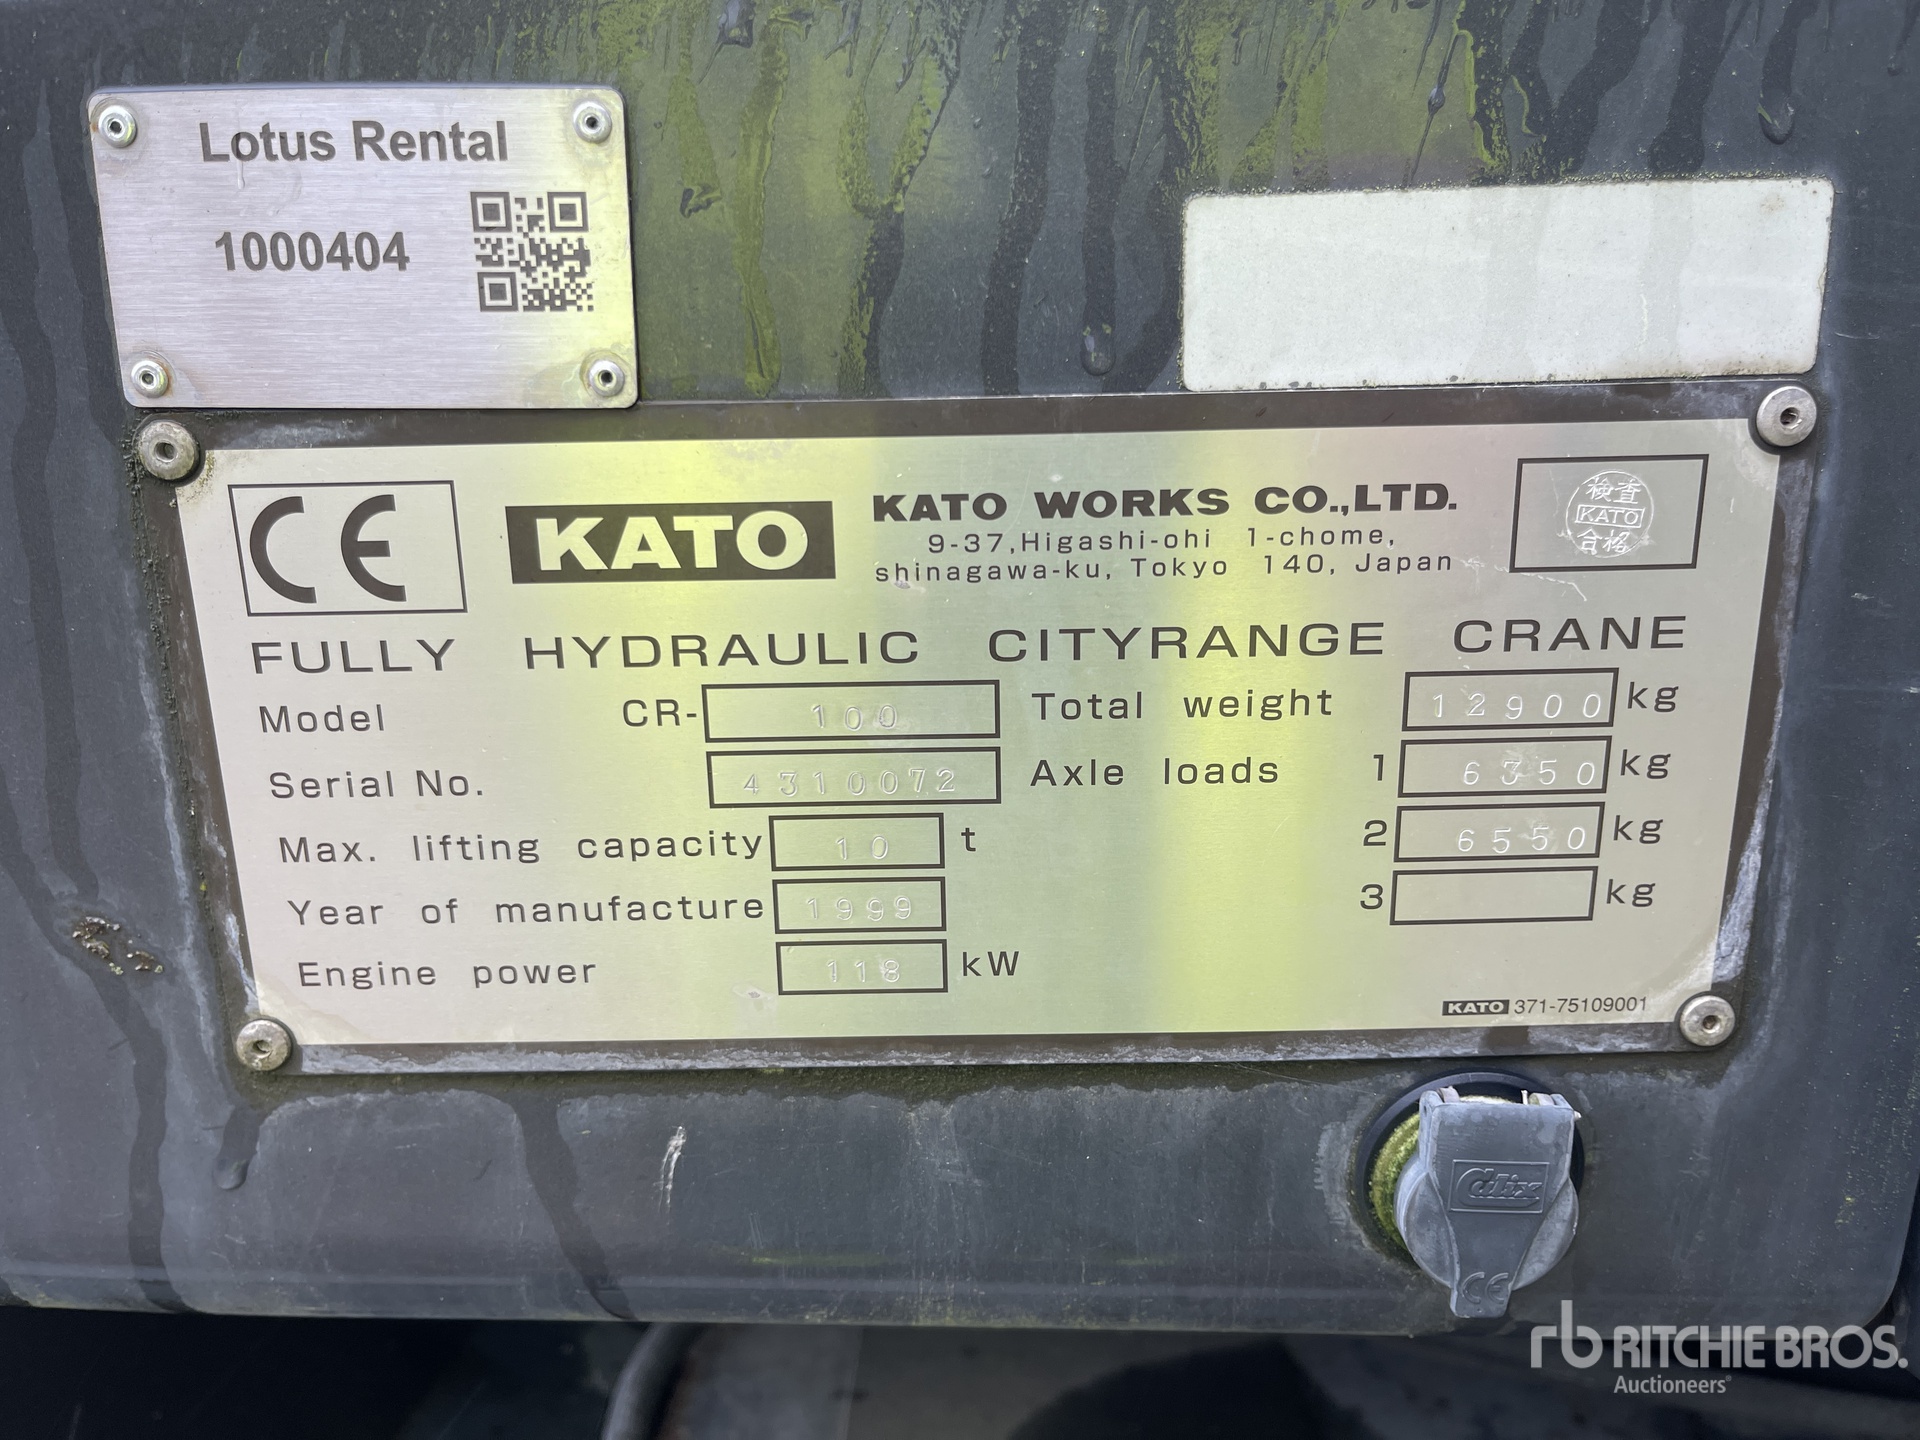 Lotus Rental
1000404
CE
KATO
KATO WORKS CO.,LTD.
9-37,Higashi-ohi 1-chome,
shinagawa-ku, Tokyo 140, Japan
検査
KATO
合格
FULLY HYDRAULIC CITYRANGE CRANE
Model CR- 100
Serial No. 4310072
Max. lifting capacity 10 t
Year of manufacture 1999
Engine power 118 kW
Total weight 12900 kg
Axle loads 1 6350 kg
2 6550 kg
3 kg
KATO 371-75109001
Calix
CE
rb RITCHIE BROS.
Auctioneers